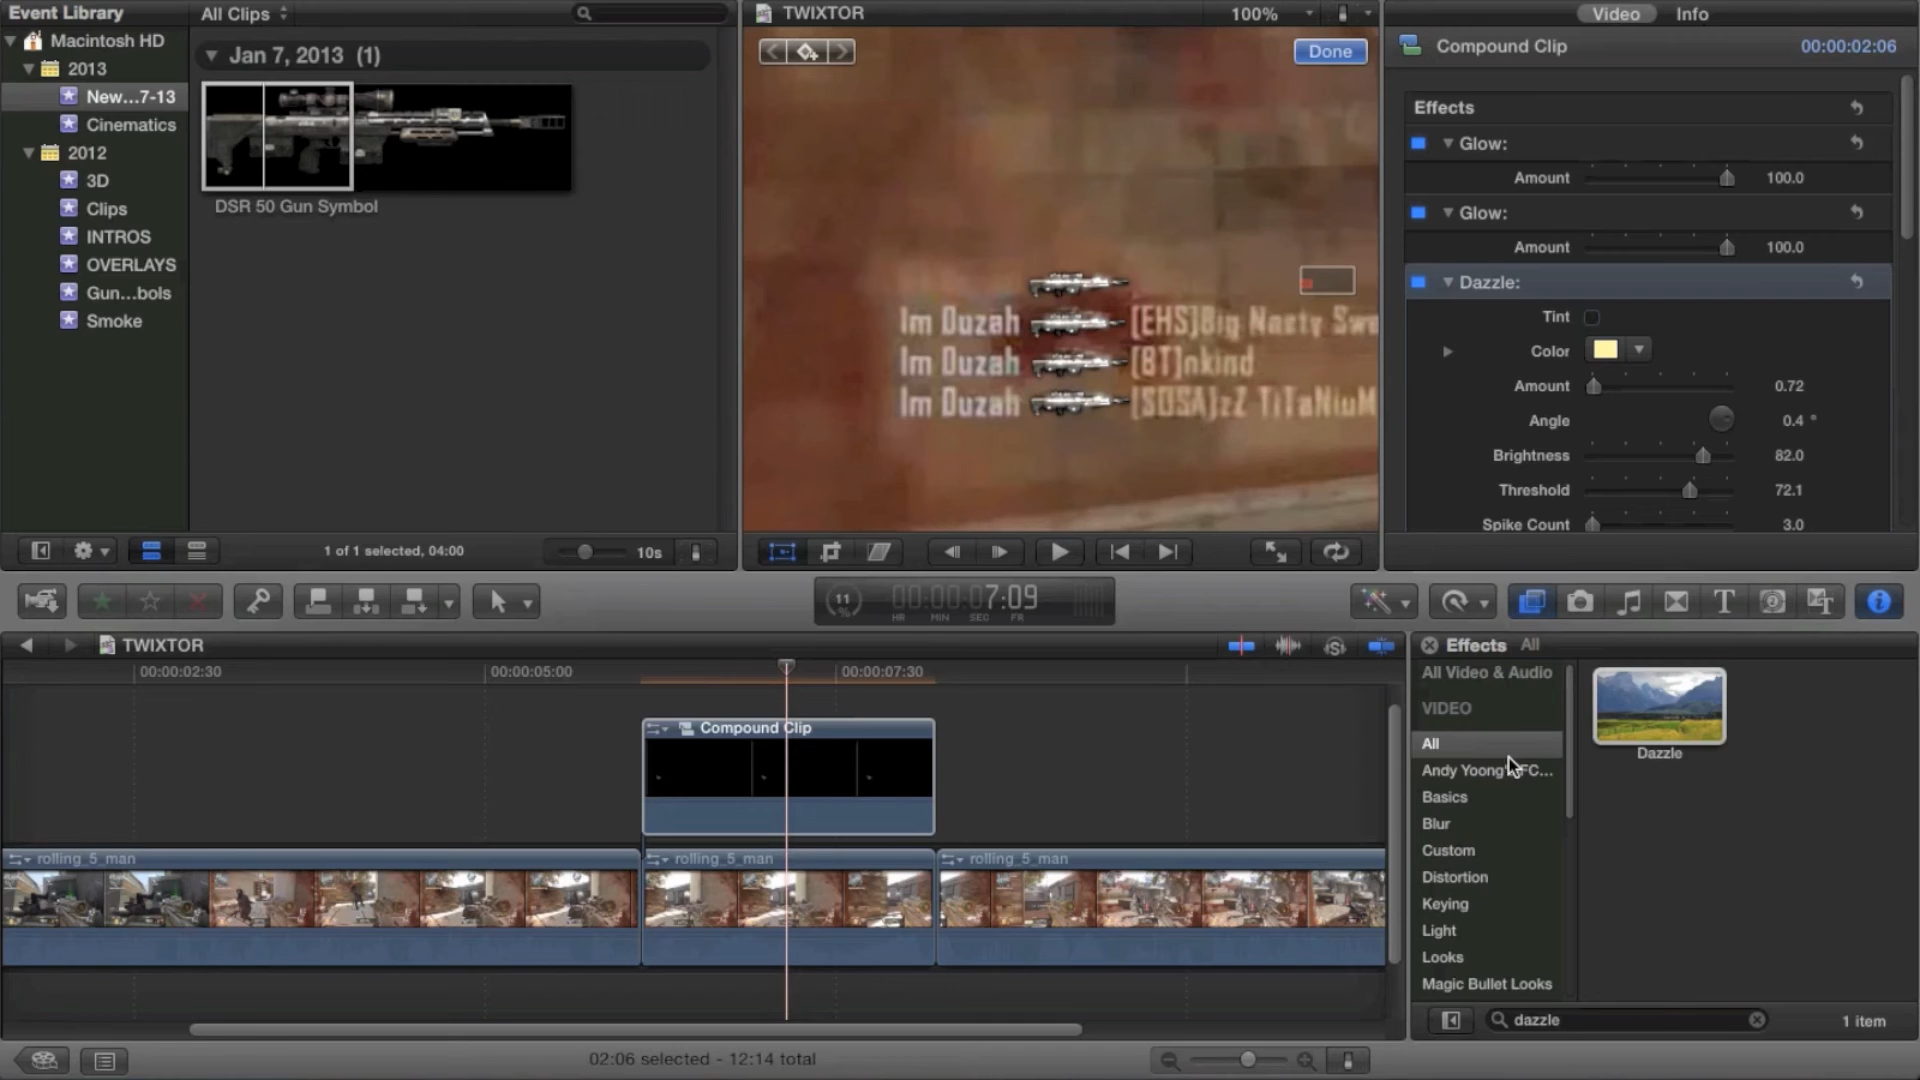 Event Library
All Clips
Macintosh HD
2013
New...7-13
Cinematics
2012
3D
Clips
INTROS
OVERLAYS
Gun...bols
Smoke
Jan 7, 2013 (1)
DSR 50 Gun Symbol
1 of 1 selected, 04:00
10s
TWIXTOR
100%
Done
Im Duzah [EHS]Big Nasty Swe
Im Duzah [BT]nkind
Im Duzah [SOSA]zZ TiTaNiuM
Video Info
Compound Clip 00:00:02:06
Effects
Glow:
Amount 100.0
Glow:
Amount 100.0
Dazzle:
Tint
Color
Amount 0.72
Angle 0.4 °
Brightness 82.0
Threshold 72.1
Spike Count 3.0
11 % 00:00:07:09
HR MIN SEC FR
TWIXTOR
00:00:02:30 00:00:05:00 00:00:07:30
Compound Clip
rolling_5_man rolling_5_man rolling_5_man
02:06 selected - 12:14 total
Effects All
All Video & Audio
VIDEO
All
Basics
Blur
Custom
Distortion
Keying
Light
Looks
Magic Bullet Looks
Dazzle
dazzle
1 item